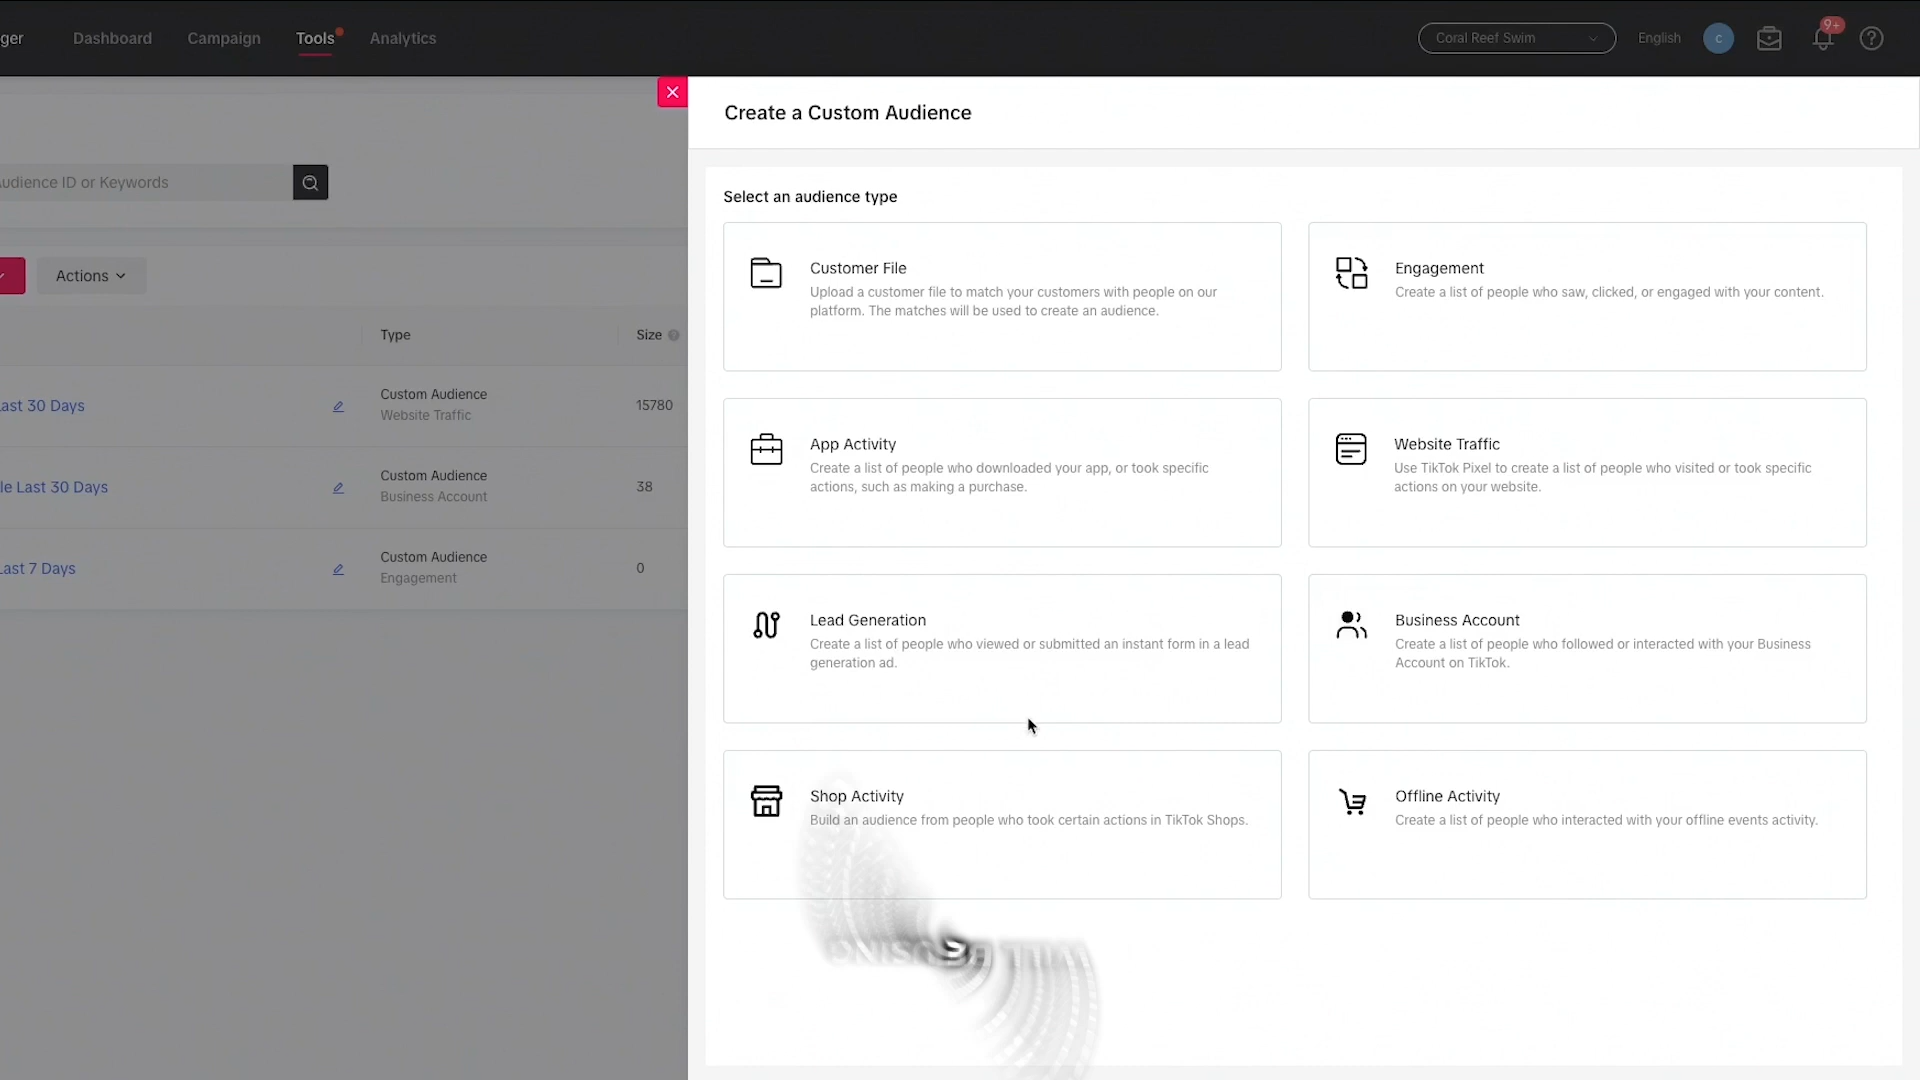 ger
Dashboard
Campaign
Tools
Analytics
Coral Reef Swim
English
c
9+
Create a Custom Audience
Audience ID or Keywords
Select an audience type
Actions
Customer File
Upload a customer file to match your customers with people on our
platform. The matches will be used to create an audience.
Engagement
Create a list of people who saw, clicked, or engaged with your content.
Type
Size
Last 30 Days
Custom Audience
Website Traffic
15780
le Last 30 Days
Custom Audience
Business Account
38
Last 7 Days
Custom Audience
Engagement
0
App Activity
Create a list of people who downloaded your app, or took specific
actions, such as making a purchase.
Website Traffic
Use TikTok Pixel to create a list of people who visited or took specific
actions on your website.
Lead Generation
Create a list of people who viewed or submitted an instant form in a lead
generation ad.
Business Account
Create a list of people who followed or interacted with your Business
Account on TikTok.
Shop Activity
Build an audience from people who took certain actions in TikTok Shops.
Offline Activity
Create a list of people who interacted with your offline events activity.